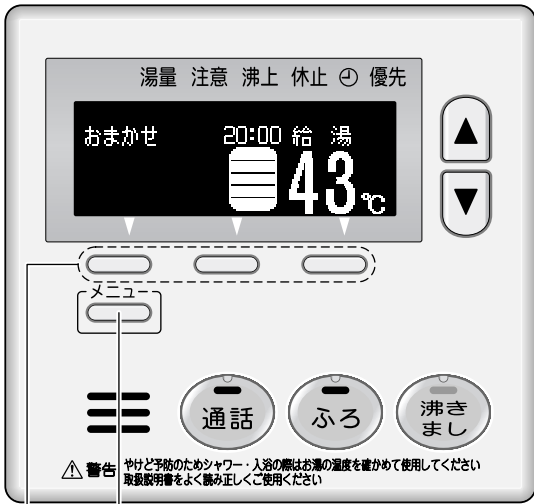 湯量 注意 沸上 休止 優先
おまかせ 20:00 給 湯
43℃
メニュー
通話 ふろ 沸き
まし
警告 やけど予防のためシャワー・入浴の際はお湯の温度を確かめて使用してください
取扱説明書をよく読み正しくご使用ください